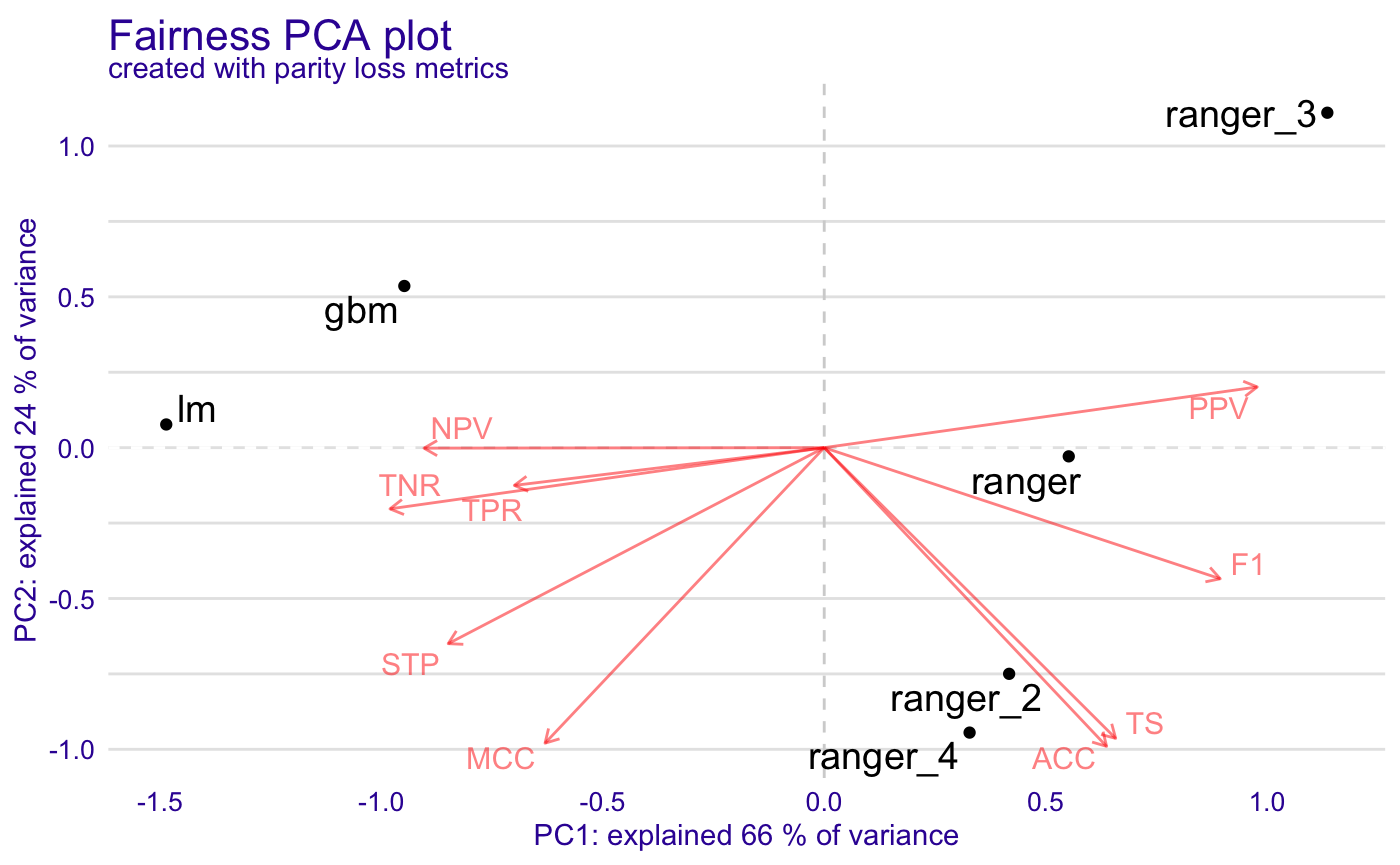 Fairness PCA plot
created with parity loss metrics
ranger_3
1.0
gbm
0.5
lm
PPV
NPV
0.0
ranger
TNR
TPR
F1
-0.5
STP
ranger_2
TS
MCC
ranger_4
ACC
-1.0
PC2: explained 24 % of variance
-1.5 -1.0 -0.5 0.0 0.5 1.0
PC1: explained 66 % of variance